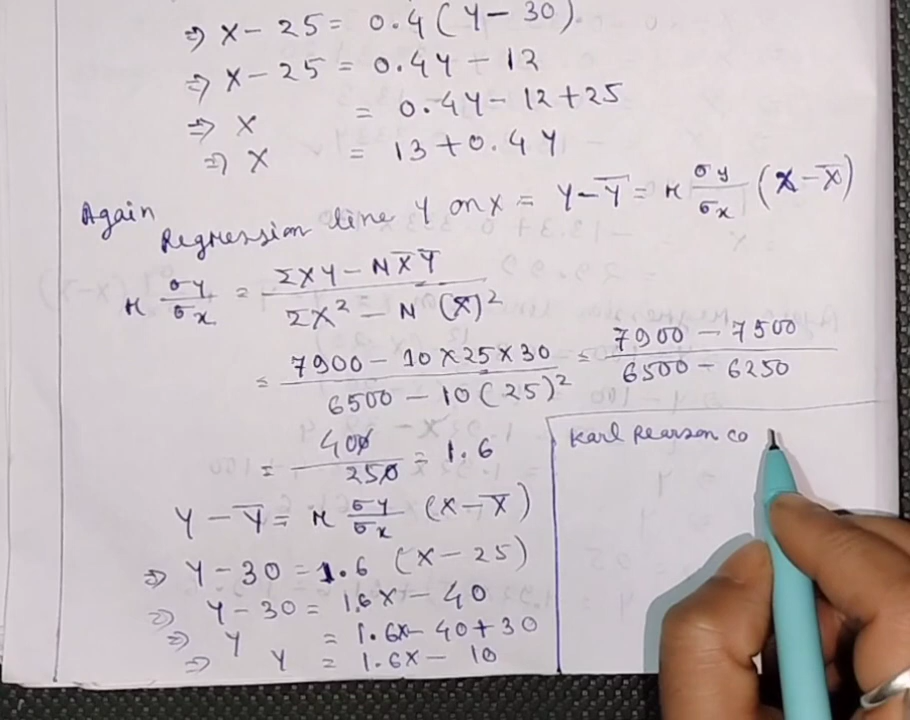 ⇒ X - 25 = 0.4 ( Y - 30 ).
⇒ X - 25 = 0.4Y - 12
⇒ X = 0.4Y - 12 + 25
⇒ X = 13 + 0.4 Y
Again
Regression line Y on X = Y - Y̅ = r σy/σx (X - X̅)
r σy/σx = ΣXY - N X̅ Y̅ / ΣX² - N (X̅)²
= 7900 - 10 × 25 × 30 / 6500 - 10 (25)² = 7900 - 7500 / 6500 - 6250
= 400 / 250 = 1.6
Y - Y̅ = r σy/σx (X - X̅)
⇒ Y - 30 = 1.6 (X - 25)
⇒ Y - 30 = 1.6X - 40
⇒ Y = 1.6X - 40 + 30
⇒ Y = 1.6X - 10
Karl Pearson Co